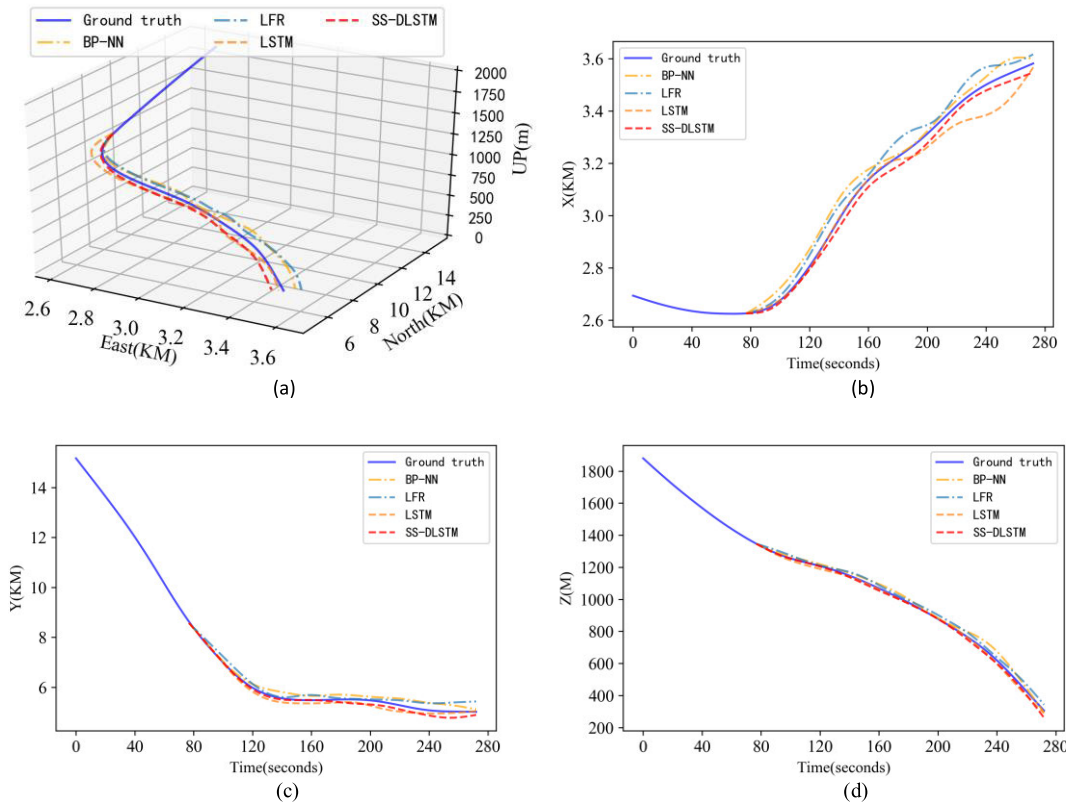 Ground truth LFR SS-DLSTM
BP-NN LSTM
2000
1750
1500
1250
1000
750
500
250
0
UP(m)
14
12
10
8
6
North(KM)
2.6
2.8
3.0
3.2
3.4
3.6
East(KM)
(a)
Ground truth
BP-NN
LFR
LSTM
SS-DLSTM
3.6
3.4
3.2
3.0
2.8
2.6
X(KM)
0 40 80 120 160 200 240 280
Time(seconds)
(b)
Ground truth
BP-NN
LFR
LSTM
SS-DLSTM
14
12
10
8
6
Y(KM)
0 40 80 120 160 200 240 280
Time(seconds)
(c)
Ground truth
BP-NN
LFR
LSTM
SS-DLSTM
1800
1600
1400
1200
1000
800
600
400
200
Z(M)
0 40 80 120 160 200 240 280
Time(seconds)
(d)